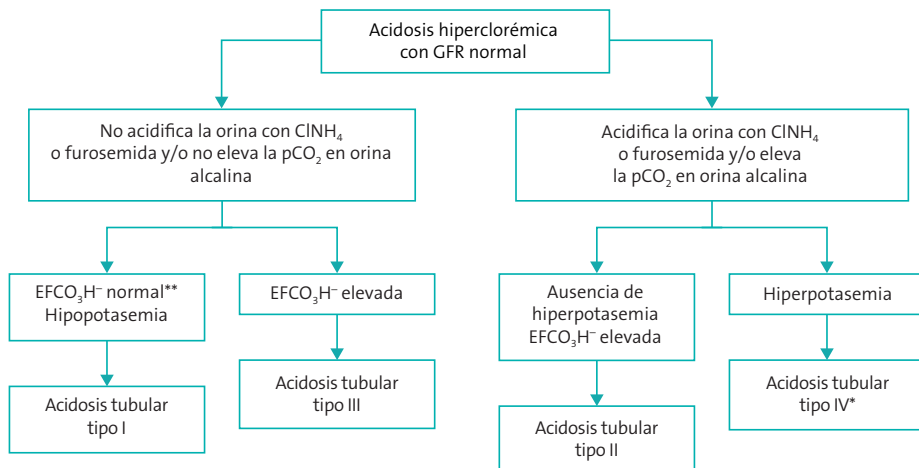 Acidosis hiperclorémica
con GFR normal
No acidifica la orina con ClNH₄
o furosemida y/o no eleva la pCO₂ en orina
alcalina
Acidifica la orina con ClNH₄
o furosemida y/o eleva
la pCO₂ en orina alcalina
EFCO₃H⁻ normal**
Hipopotasemia
EFCO₃H⁻ elevada
Ausencia de
hiperpotasemia
EFCO₃H⁻ elevada
Hiperpotasemia
Acidosis tubular
tipo I
Acidosis tubular
tipo III
Acidosis tubular
tipo II
Acidosis tubular
tipo IV*